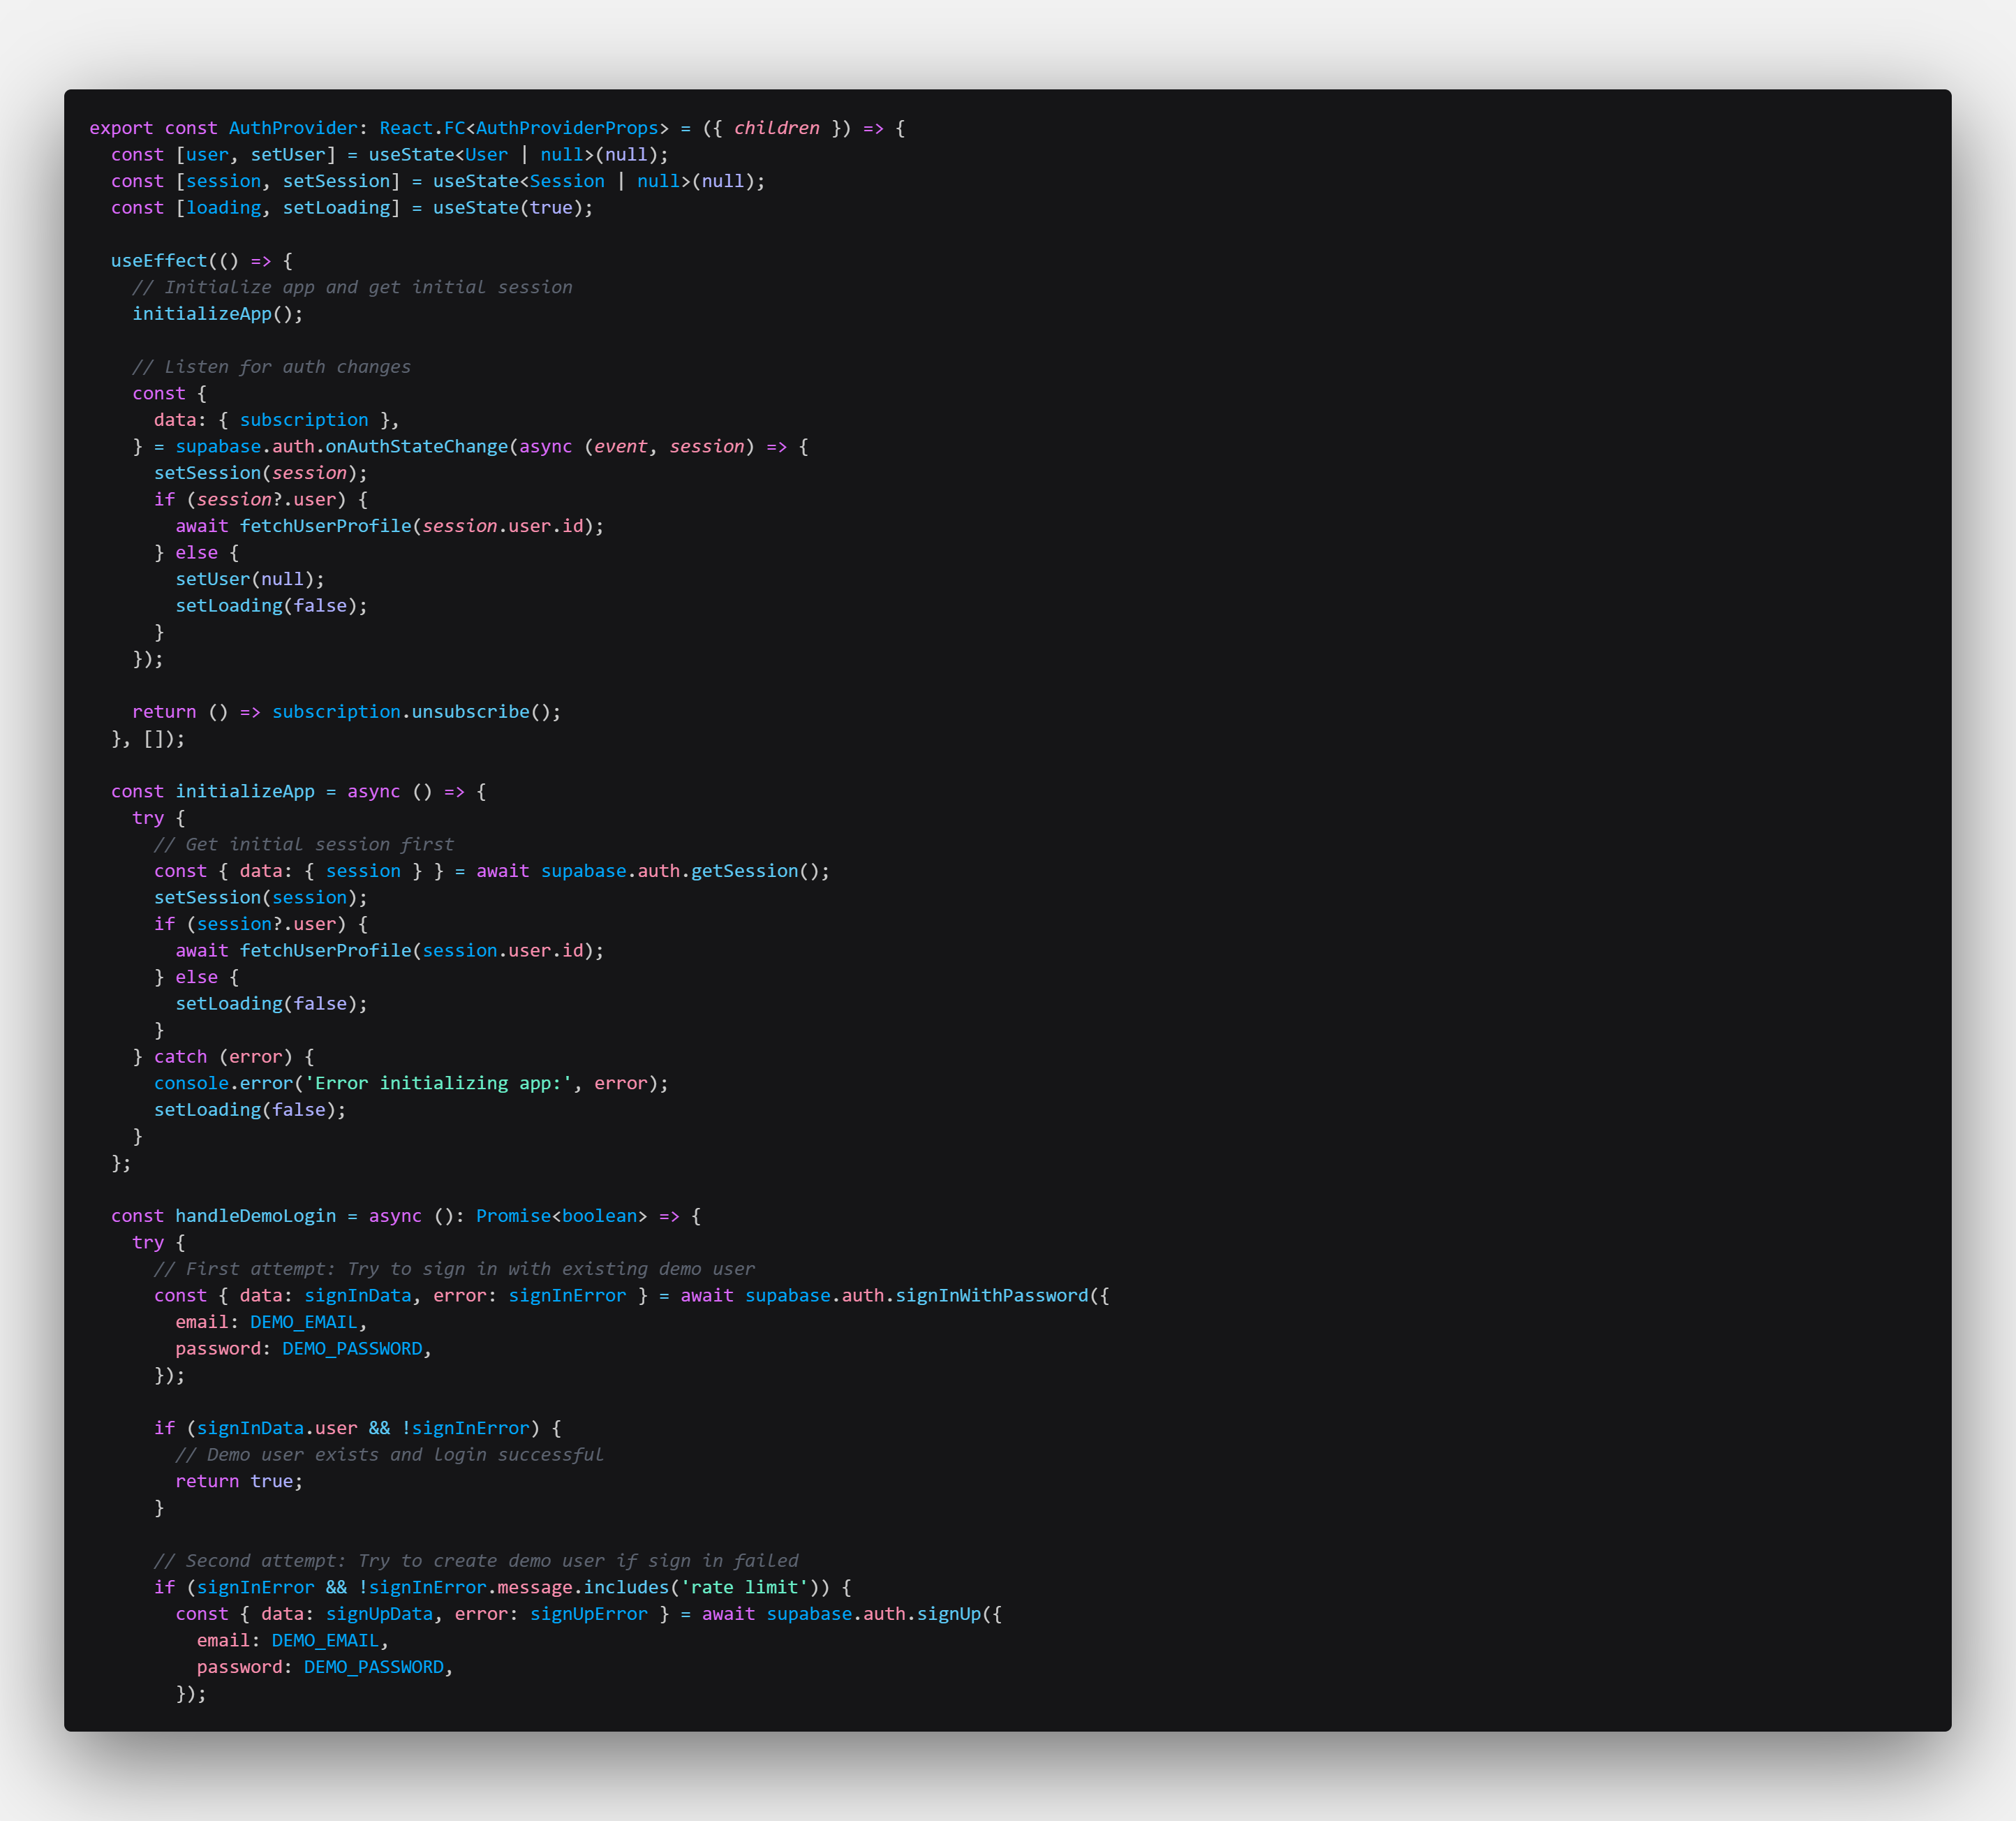 export const AuthProvider: React.FC<AuthProviderProps> = ({ children }) => {
  const [user, setUser] = useState<User | null>(null);
  const [session, setSession] = useState<Session | null>(null);
  const [loading, setLoading] = useState(true);

  useEffect(() => {
    // Initialize app and get initial session
    initializeApp();

    // Listen for auth changes
    const {
      data: { subscription },
    } = supabase.auth.onAuthStateChange(async (event, session) => {
      setSession(session);
      if (session?.user) {
        await fetchUserProfile(session.user.id);
      } else {
        setUser(null);
        setLoading(false);
      }
    });

    return () => subscription.unsubscribe();
  }, []);

  const initializeApp = async () => {
    try {
      // Get initial session first
      const { data: { session } } = await supabase.auth.getSession();
      setSession(session);
      if (session?.user) {
        await fetchUserProfile(session.user.id);
      } else {
        setLoading(false);
      }
    } catch (error) {
      console.error('Error initializing app:', error);
      setLoading(false);
    }
  };

  const handleDemoLogin = async (): Promise<boolean> => {
    try {
      // First attempt: Try to sign in with existing demo user
      const { data: signInData, error: signInError } = await supabase.auth.signInWithPassword({
        email: DEMO_EMAIL,
        password: DEMO_PASSWORD,
      });

      if (signInData.user && !signInError) {
        // Demo user exists and login successful
        return true;
      }

      // Second attempt: Try to create demo user if sign in failed
      if (signInError && !signInError.message.includes('rate limit')) {
        const { data: signUpData, error: signUpError } = await supabase.auth.signUp({
          email: DEMO_EMAIL,
          password: DEMO_PASSWORD,
        });